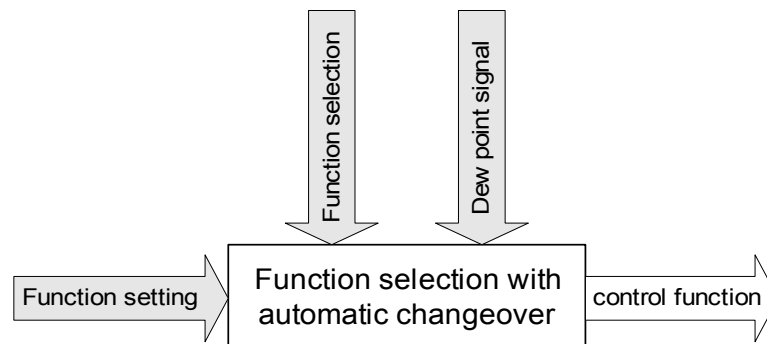 Function selection
Dew point signal
Function setting
Function selection with
automatic changeover
control function